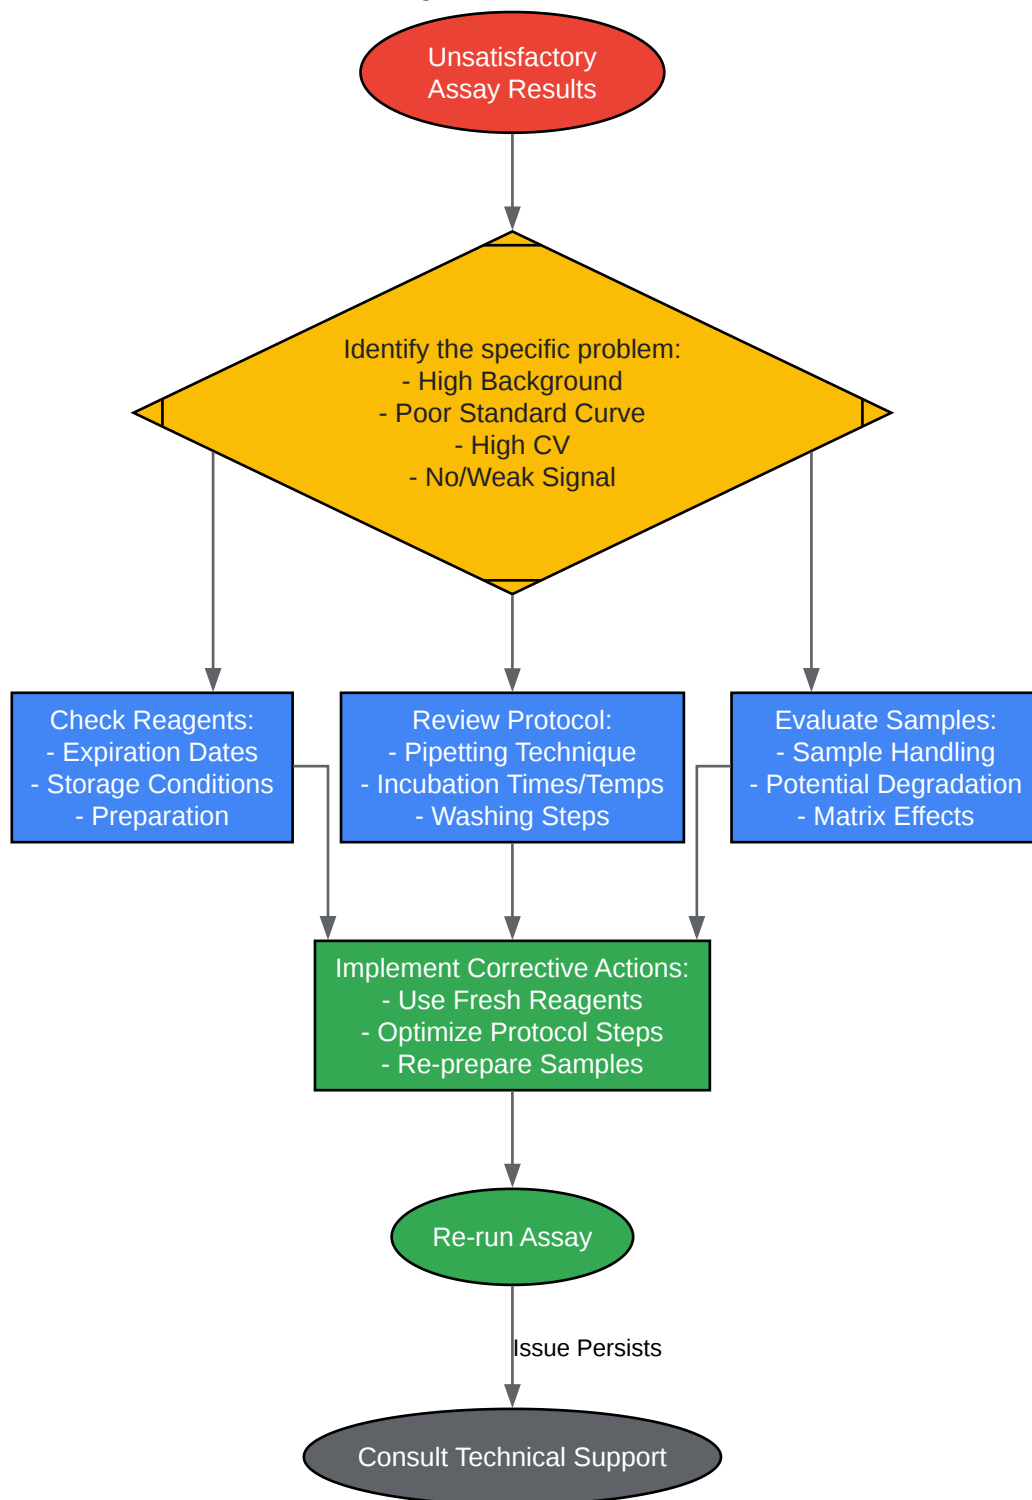 Unsatisfactory
Assay Results
Identify the specific problem:
- High Background
- Poor Standard Curve
- High CV
- No/Weak Signal
Check Reagents:
- Expiration Dates
- Storage Conditions
- Preparation
Review Protocol:
- Pipetting Technique
- Incubation Times/Temps
- Washing Steps
Evaluate Samples:
- Sample Handling
- Potential Degradation
- Matrix Effects
Implement Corrective Actions:
- Use Fresh Reagents
- Optimize Protocol Steps
- Re-prepare Samples
Re-run Assay
Issue Persists
Consult Technical Support